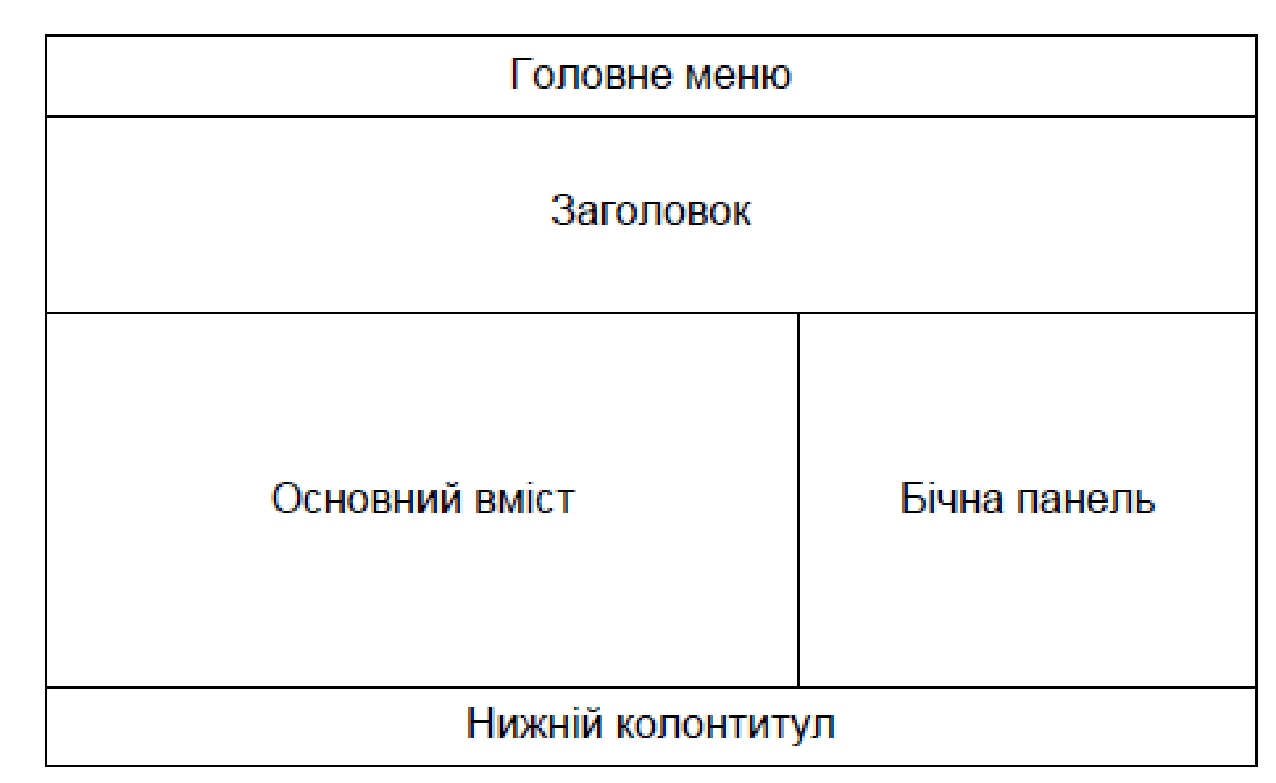 Головне меню
Заголовок
Основний вміст
Бічна панель
Нижній колонтитул